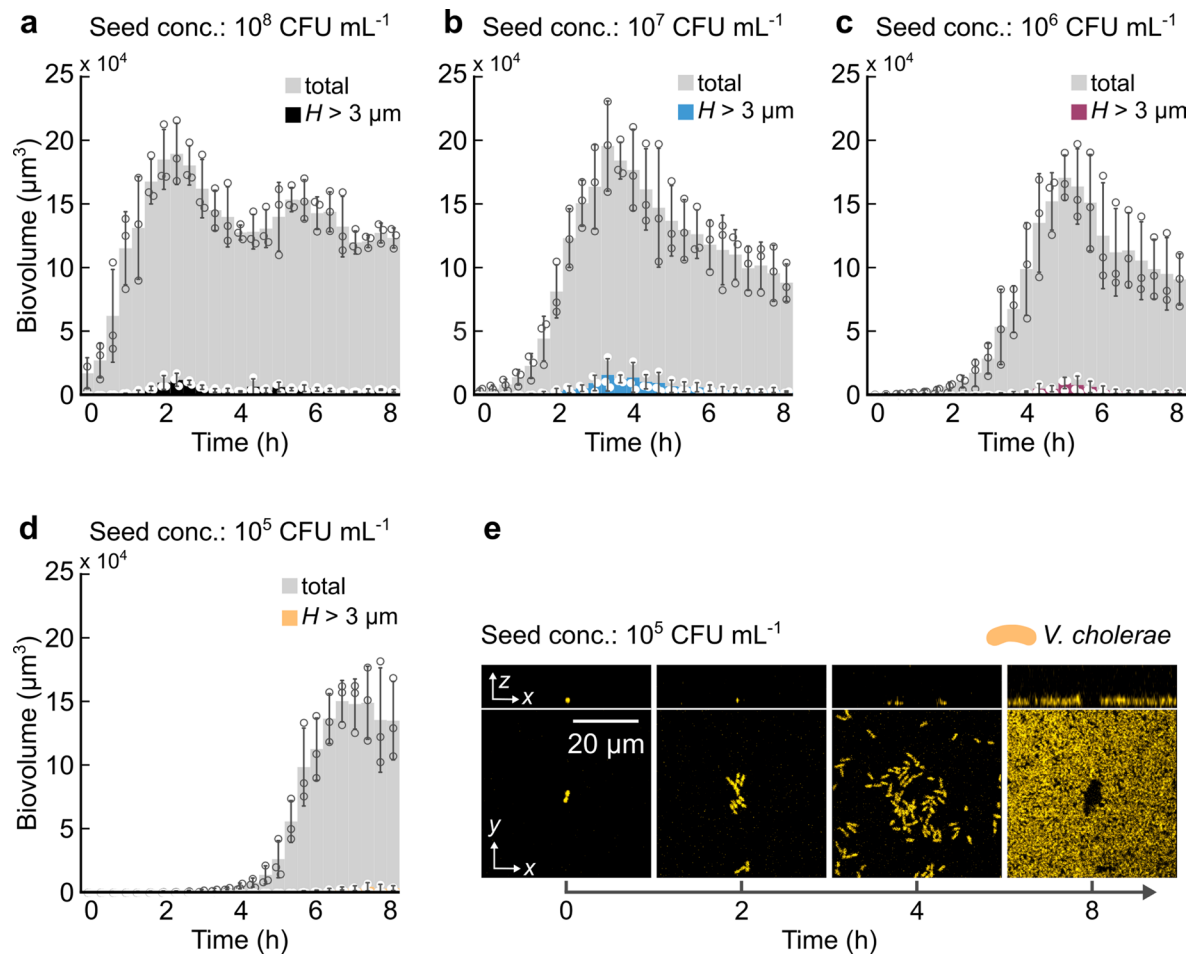 a Seed conc.: 10⁸ CFU mL⁻¹
x 10⁴
25
20
15
10
5
0
Biovolume (µm³)
total
H > 3 µm
0 2 4 6 8
Time (h)
b Seed conc.: 10⁷ CFU mL⁻¹
x 10⁴
25
20
15
10
5
0
total
H > 3 µm
0 2 4 6 8
Time (h)
c Seed conc.: 10⁶ CFU mL⁻¹
x 10⁴
25
20
15
10
5
0
total
H > 3 µm
0 2 4 6 8
Time (h)
d Seed conc.: 10⁵ CFU mL⁻¹
x 10⁴
25
20
15
10
5
0
Biovolume (µm³)
total
H > 3 µm
0 2 4 6 8
Time (h)
e
Seed conc.: 10⁵ CFU mL⁻¹
V. cholerae
z
x
20 µm
y
x
0 2 4 8
Time (h)